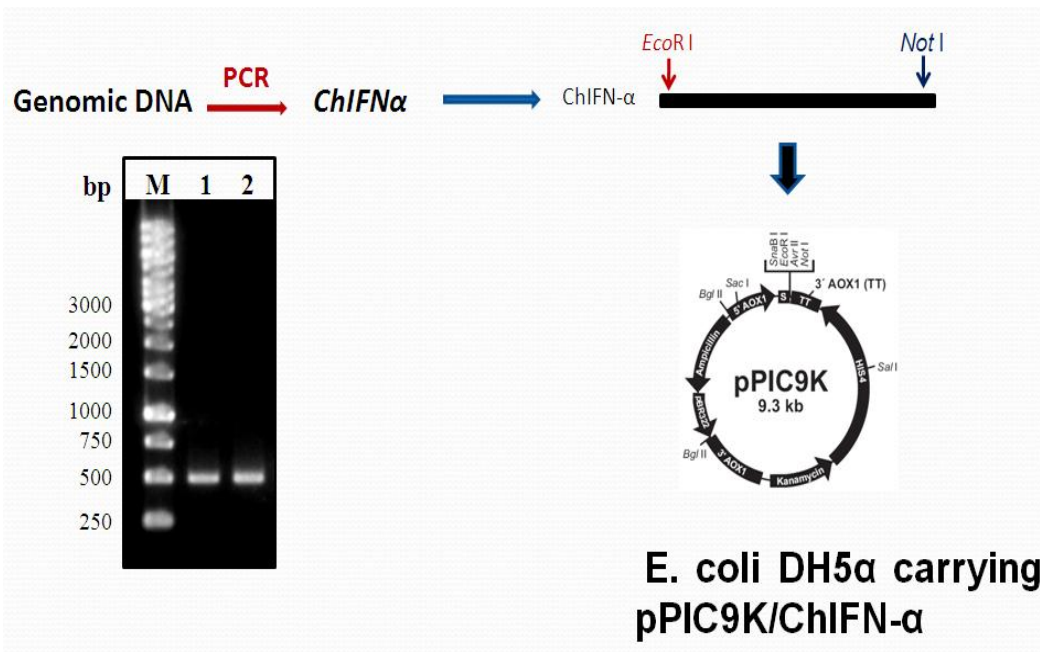 EcoR I
Not I
PCR
Genomic DNA
ChIFNα
ChIFN-α
bp M 1 2
3000
2000
1500
1000
750
500
250
SnaB I
EcoR I
Avr II
Not I
Sac I
Bgl II
5´ AOX1
S
TT
3´ AOX1 (TT)
Ampicillin
HIS4
Sal I
pPIC9K
9.3 kb
pBR322
Bgl II
3´ AOX1
Kanamycin
E. coli DH5α carrying
pPIC9K/ChIFN-α